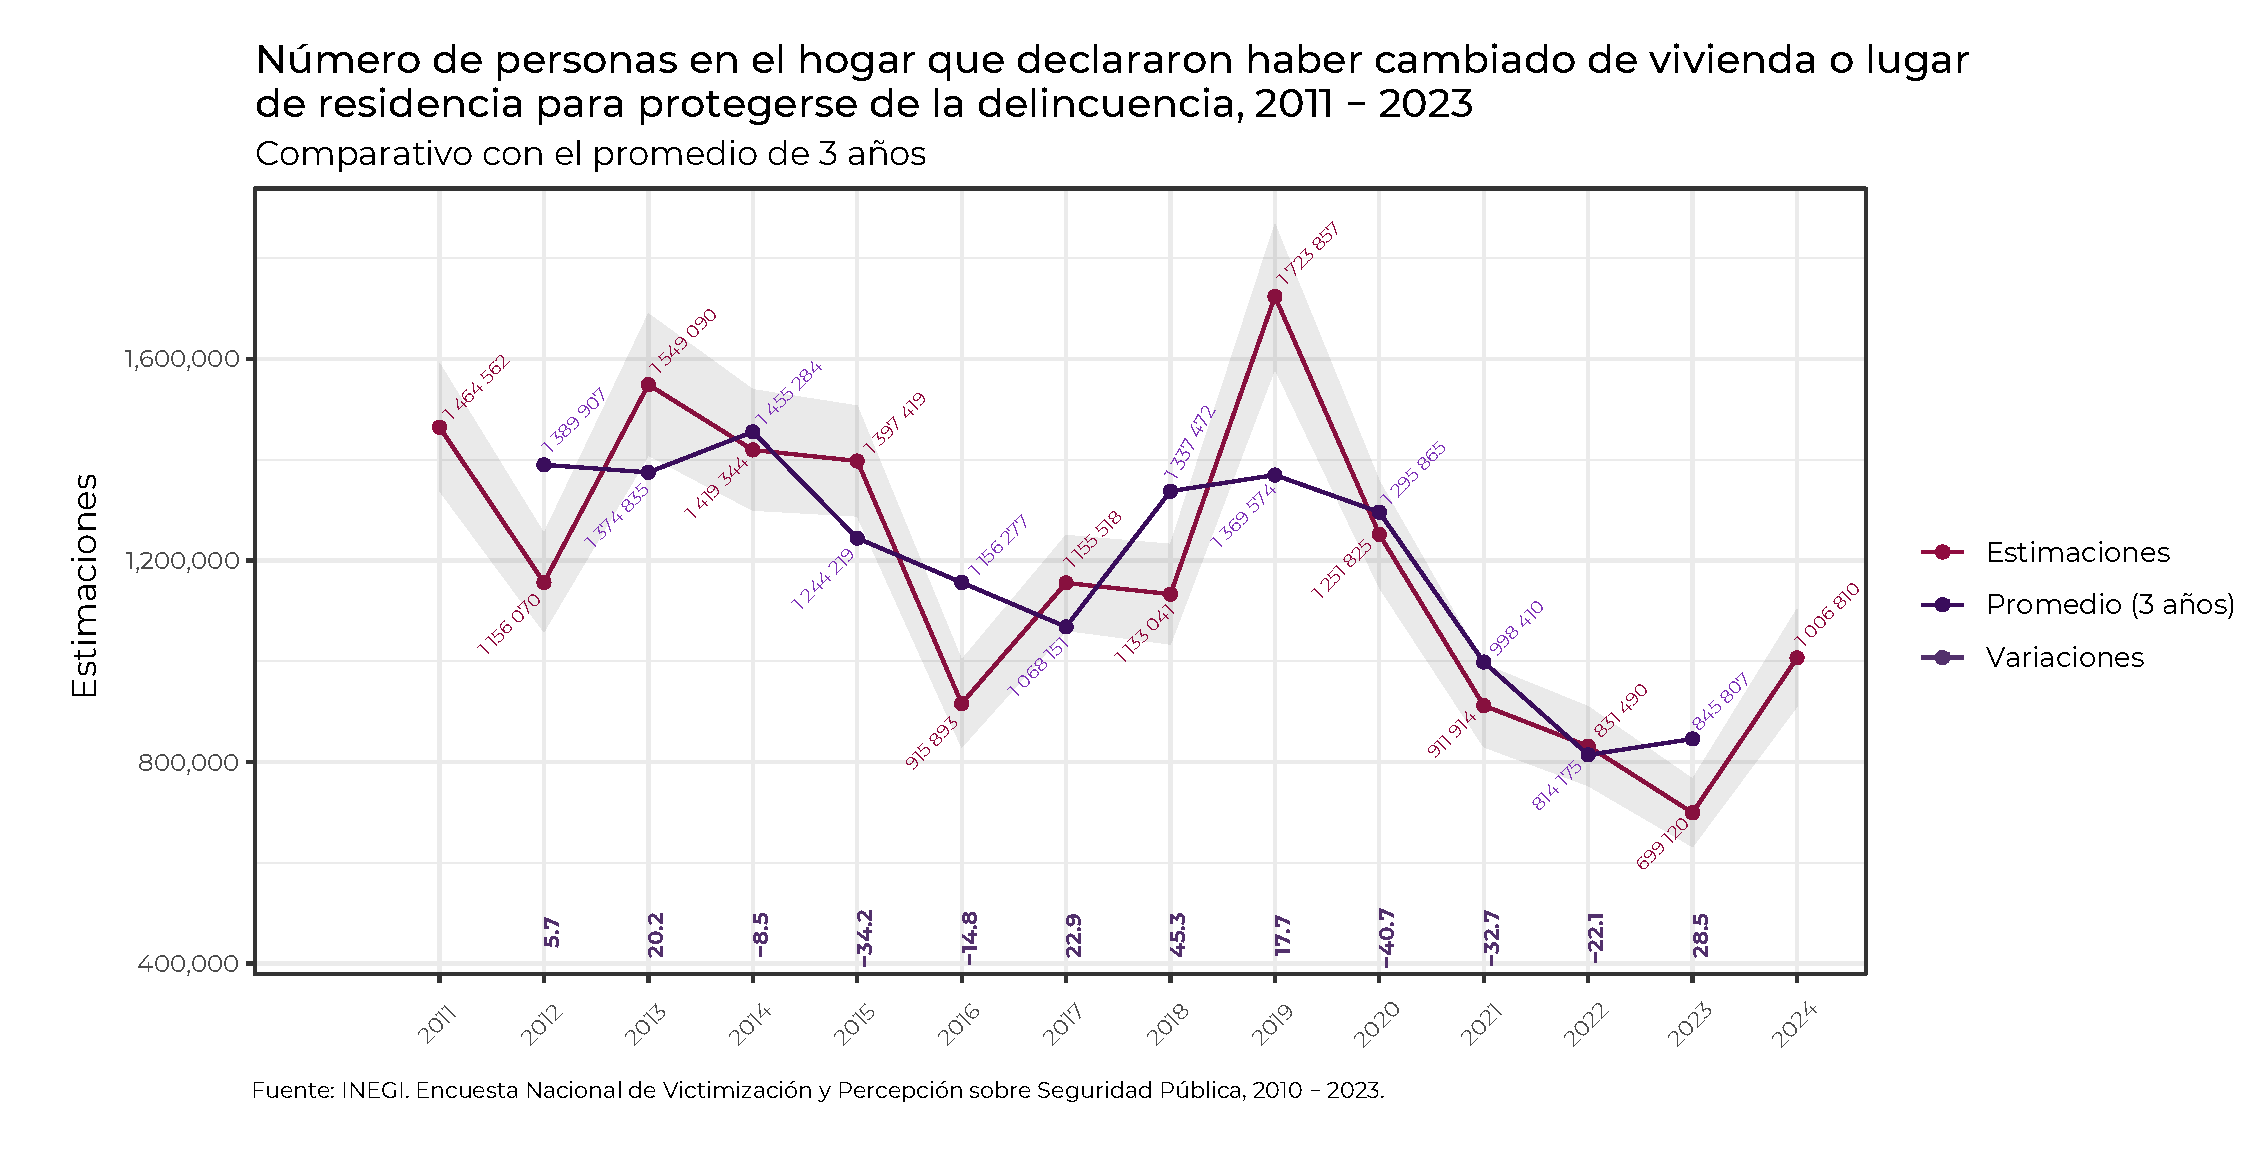 Número de personas en el hogar que declararon haber cambiado de vivienda o lugar
de residencia para protegerse de la delincuencia, 2011 − 2023
Comparativo con el promedio de 3 años
Estimaciones
1,600,000
1,200,000
800,000
400,000
1 464 562
1 156 070
1 549 090
1 419 344
1 397 419
915 893
1 155 518
1 133 041
1 723 857
1 251 825
911 914
831 490
699 120
1 006 810
1 389 907
1 374 835
1 455 284
1 244 219
1 156 277
1 068 151
1 337 472
1 369 574
1 295 865
998 410
814 175
845 807
5.7
20.2
−8.5
−34.2
−14.8
22.9
45.3
17.7
−40.7
−32.7
−22.1
28.5
2011
2012
2013
2014
2015
2016
2017
2018
2019
2020
2021
2022
2023
2024
Estimaciones
Promedio (3 años)
Variaciones
Fuente: INEGI. Encuesta Nacional de Victimización y Percepción sobre Seguridad Pública, 2010 − 2023.